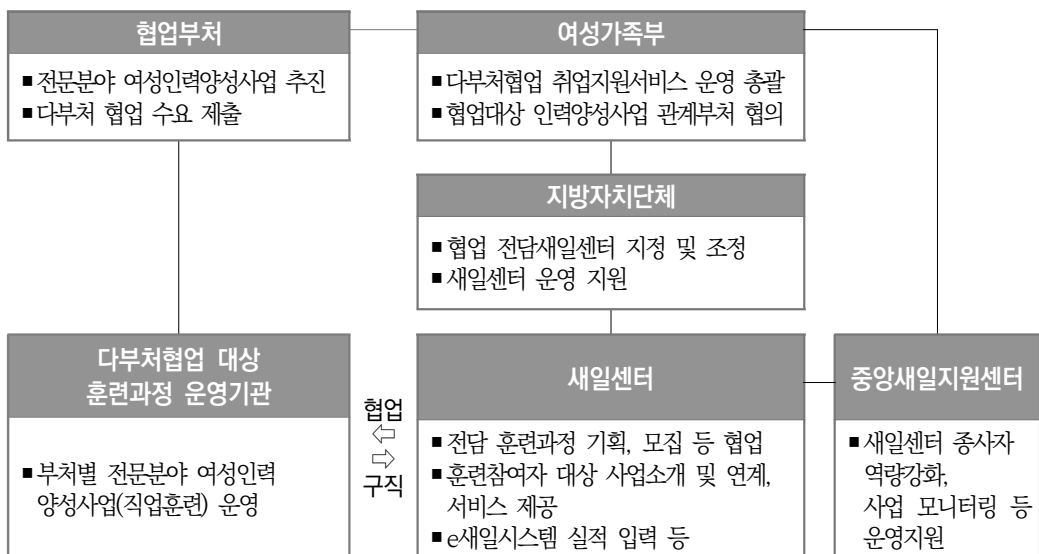 협업부처
■ 전문분야 여성인력양성사업 추진
■ 다부처 협업 수요 제출
여성가족부
■ 다부처협업 취업지원서비스 운영 총괄
■ 협업대상 인력양성사업 관계부처 협의
지방자치단체
■ 협업 전담새일센터 지정 및 조정
■ 새일센터 운영 지원
다부처협업 대상
훈련과정 운영기관
■ 부처별 전문분야 여성인력
양성사업(직업훈련) 운영
협업
⇦
⇨
구직
새일센터
■ 전담 훈련과정 기획, 모집 등 협업
■ 훈련참여자 대상 사업소개 및 연계,
서비스 제공
■ e새일시스템 실적 입력 등
중앙새일지원센터
■ 새일센터 종사자
역량강화,
사업 모니터링 등
운영지원